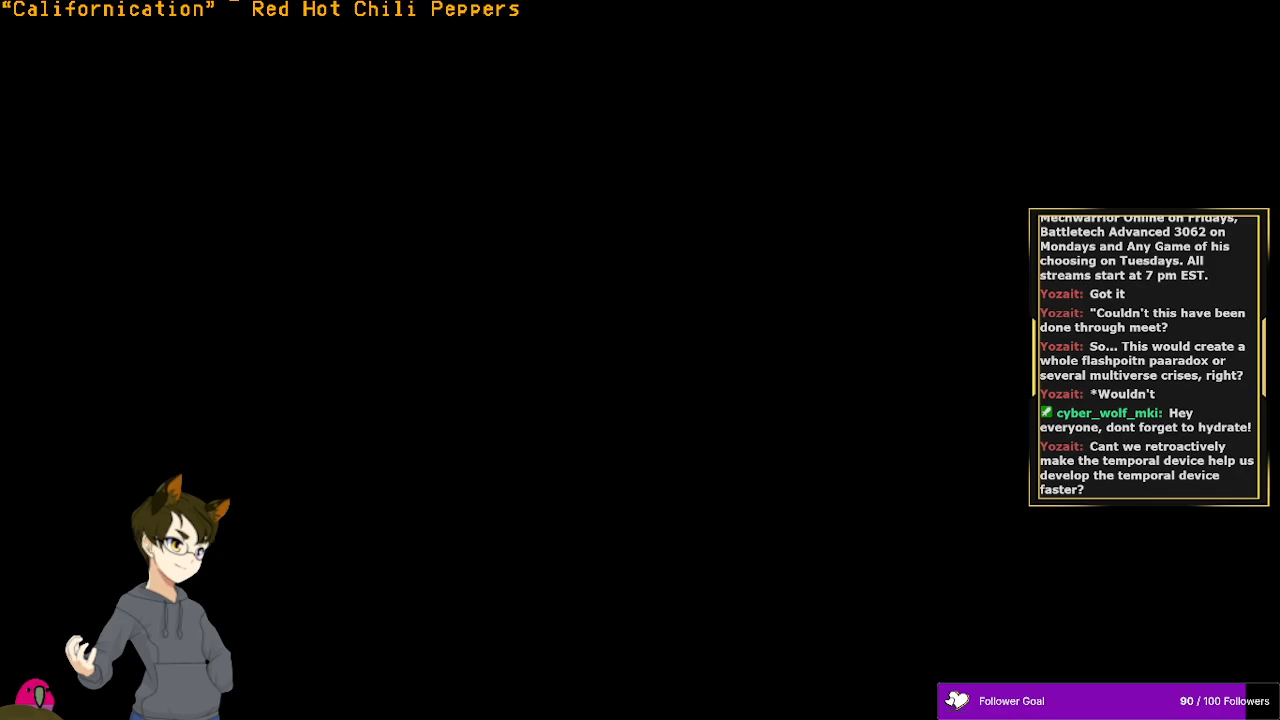 “Californication” ~ Red Hot Chili Peppers
Mechwarrior Online on Fridays,
Battletech Advanced 3062 on
Mondays and Any Game of his
choosing on Tuesdays. All
streams start at 7 pm EST.
Yozait: Got it
Yozait: "Couldn't this have been
done through meet?
Yozait: So... This would create a
whole flashpoitn paaradox or
several multiverse crises, right?
Yozait: *Wouldn't
cyber_wolf_mki: Hey
everyone, dont forget to hydrate!
Yozait: Cant we retroactively
make the temporal device help us
develop the temporal device
faster?
Follower Goal 90 / 100 Followers